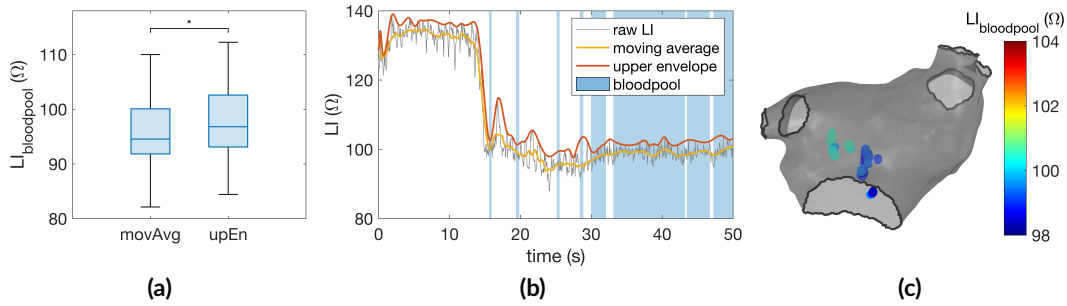 LI_bloodpool (Ω)
110
100
90
80
*
movAvg
upEn
(a)
LI (Ω)
140
120
100
80
0
10
20
30
40
50
time (s)
raw LI
moving average
upper envelope
bloodpool
(b)
LI_bloodpool (Ω)
104
102
100
98
(c)